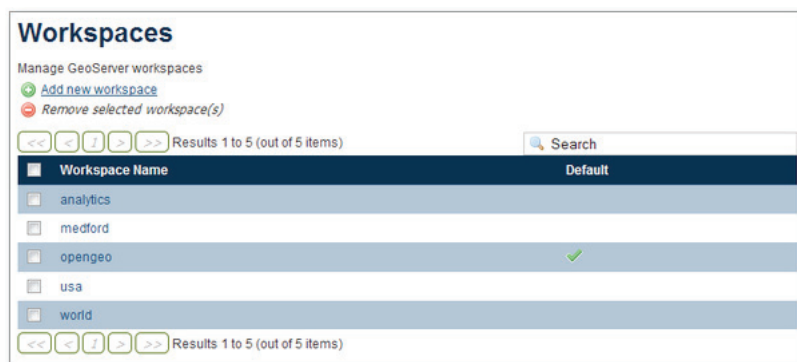 Workspaces
Manage GeoServer workspaces
Add new workspace
Remove selected workspace(s)
<< < 1 > >> Results 1 to 5 (out of 5 items) Search
Workspace Name Default
analytics
medford
opengeo
usa
world
<< < 1 > >> Results 1 to 5 (out of 5 items)